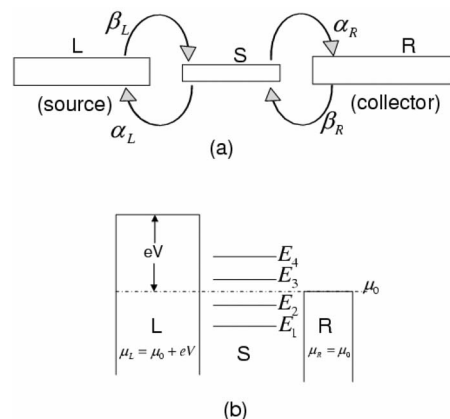 β_L
α_R
L
S
R
(source)
(collector)
α_L
β_R
(a)
eV
E_4
E_3
μ_0
E_2
E_1
L
R
μ_L = μ_0 + eV
S
μ_R = μ_0
(b)